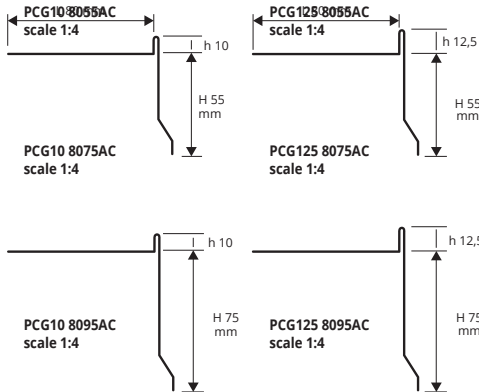 PCG10 8055AC
scale 1:4
h 10
H 55
mm
PCG125 8055AC
scale 1:4
h 12,5
H 55
mm
PCG10 8075AC
scale 1:4
PCG125 8075AC
scale 1:4
h 10
H 75
mm
h 12,5
H 75
mm
PCG10 8095AC
scale 1:4
PCG125 8095AC
scale 1:4